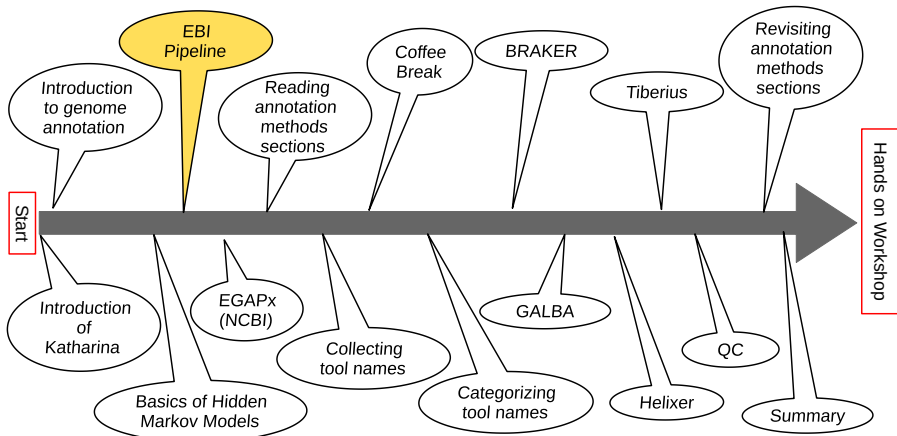 Introduction
to genome
annotation
EBI
Pipeline
Reading
annotation
methods
sections
Coffee
Break
BRAKER
Tiberius
Revisiting
annotation
methods
sections
Start
Hands on Workshop
Introduction
of
Katharina
Basics of Hidden
Markov Models
EGAPx
(NCBI)
Collecting
tool names
Categorizing
tool names
GALBA
Helixer
QC
Summary